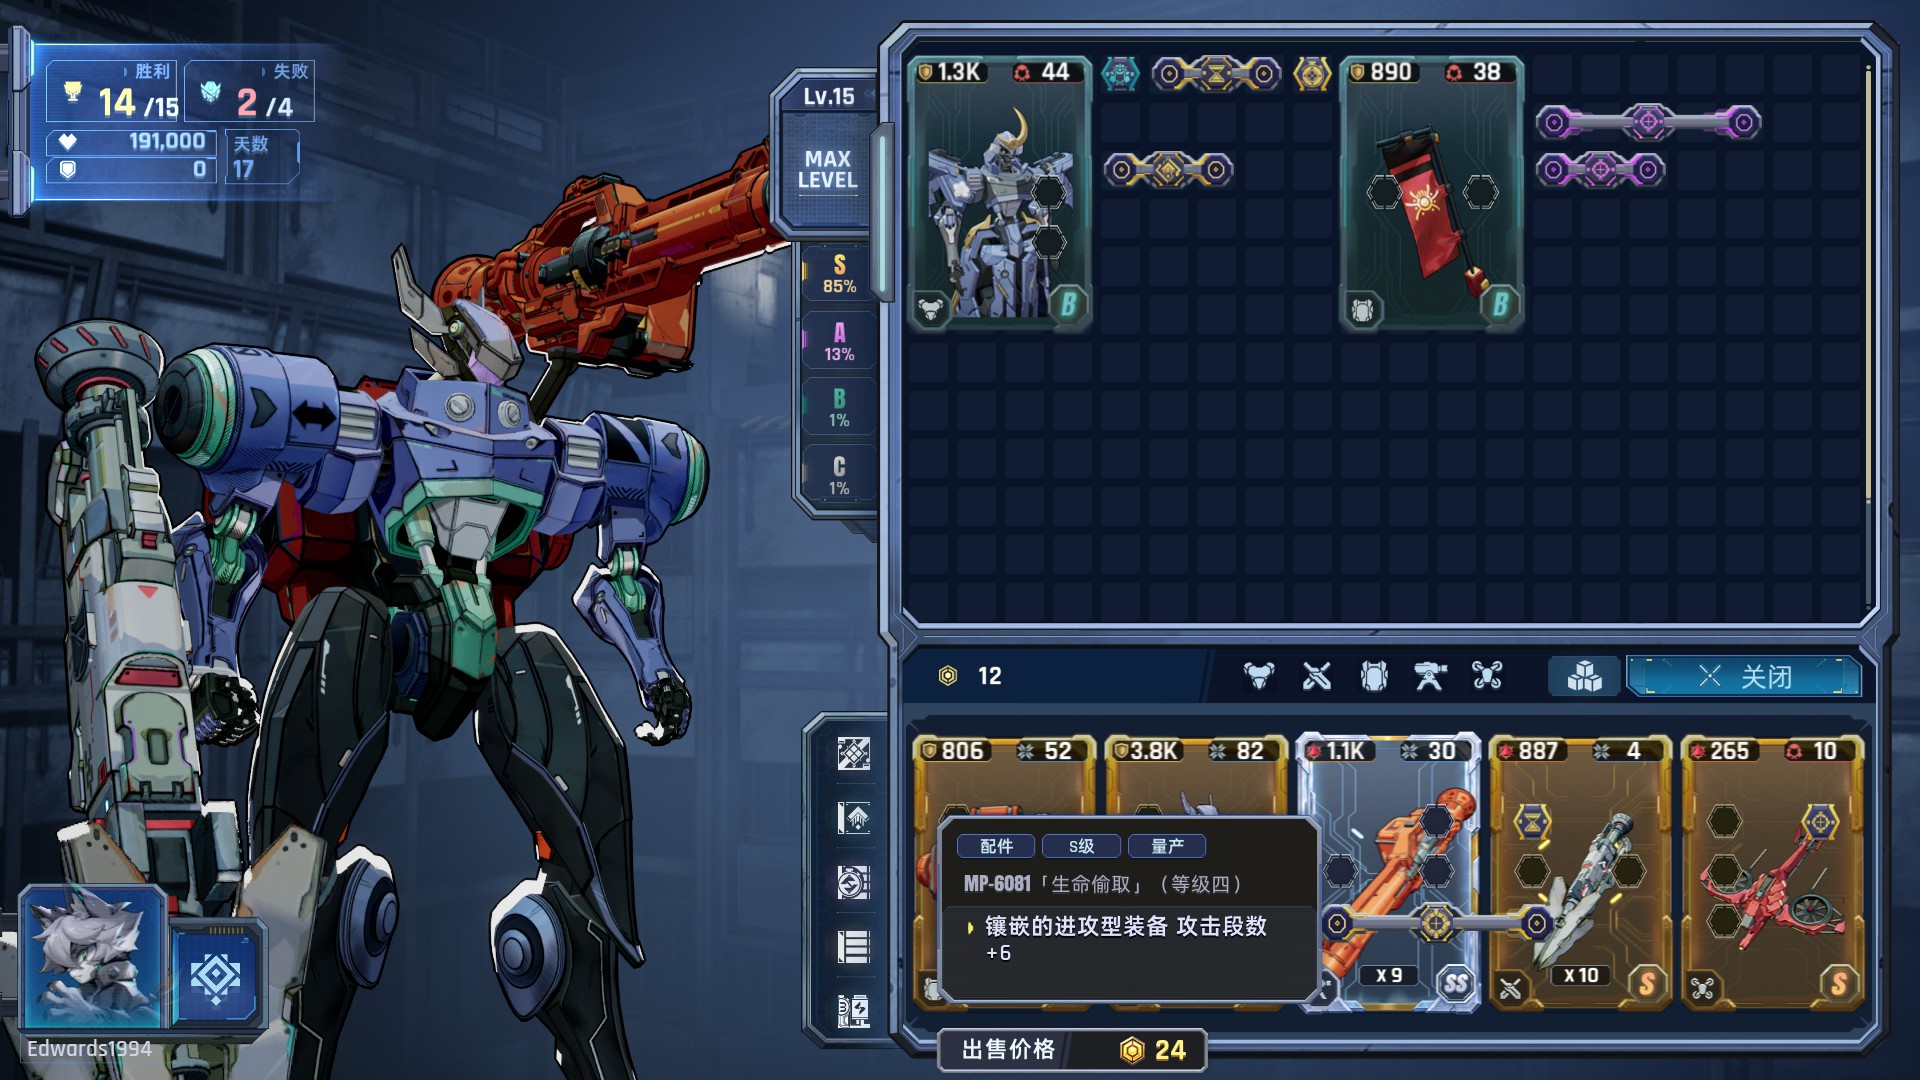 胜利
14 /15
失败
2 /4
191,000
0
天数
17
Lv.15
MAX
LEVEL
S
85%
A
13%
B
1%
C
1%
1.3K
44
B
890
38
B
12
关闭
806
52
3.8K
82
1.1K
30
x 9
SS
887
4
x 10
S
265
10
S
配件
S级
量产
MP-6081「生命偷取」（等级四）
镶嵌的进攻型装备 攻击段数
+6
出售价格
24
Edwards1994